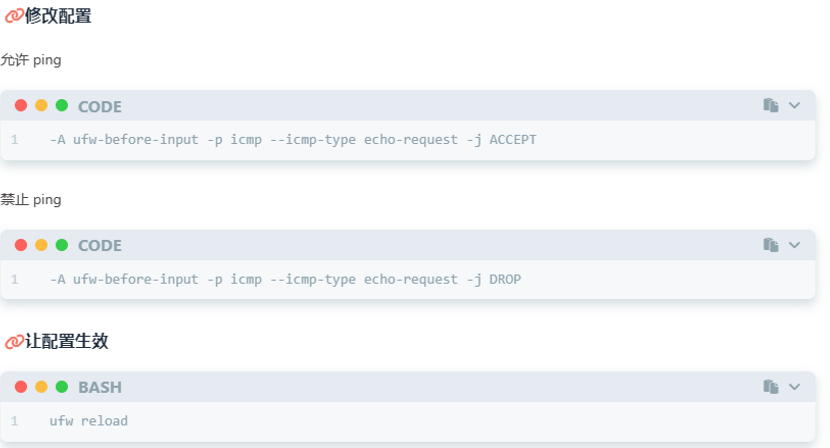 修改配置
允许 ping
CODE
1 -A ufw-before-input -p icmp --icmp-type echo-request -j ACCEPT
禁止 ping
CODE
1 -A ufw-before-input -p icmp --icmp-type echo-request -j DROP
让配置生效
BASH
1 ufw reload